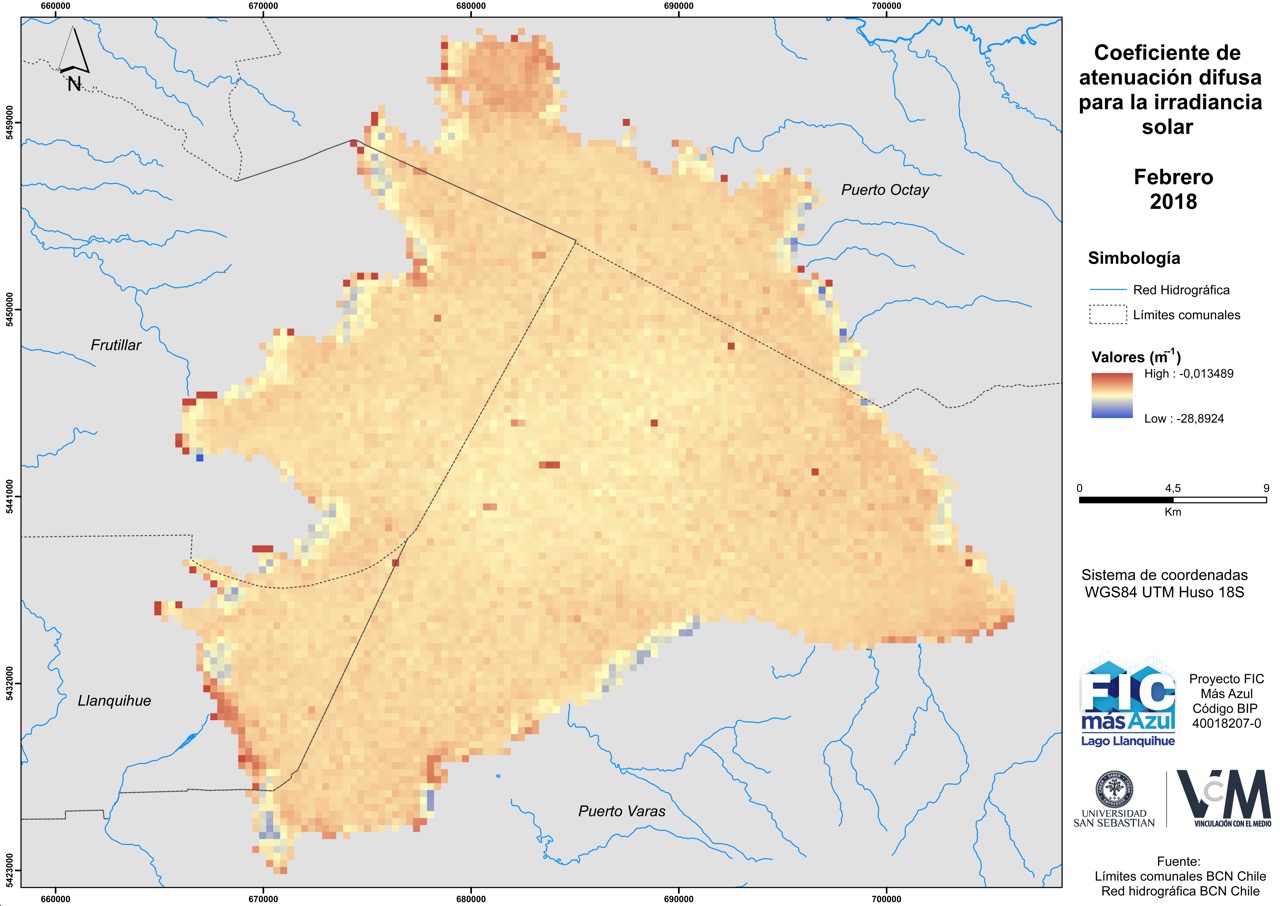 660000
670000
680000
690000
700000
N
5459000
5450000
5441000
5432000
5423000
Puerto Octay
Frutillar
Llanquihue
Puerto Varas
660000
670000
680000
690000
700000
Coeficiente de
atenuación difusa
para la irradiancia
solar
Febrero
2018
Simbología
Red Hidrográfica
Límites comunales
Valores (m⁻¹)
High : -0,013489
Low : -28,8924
0 4,5 9
Km
Sistema de coordenadas
WGS84 UTM Huso 18S
FIC
más Azul
Lago Llanquihue
Proyecto FIC
Más Azul
Código BIP
40018207-0
UNIVERSIDAD
SAN SEBASTIAN
VCM
VINCULACIÓN CON EL MEDIO
Fuente:
Límites comunales BCN Chile
Red hidrográfica BCN Chile